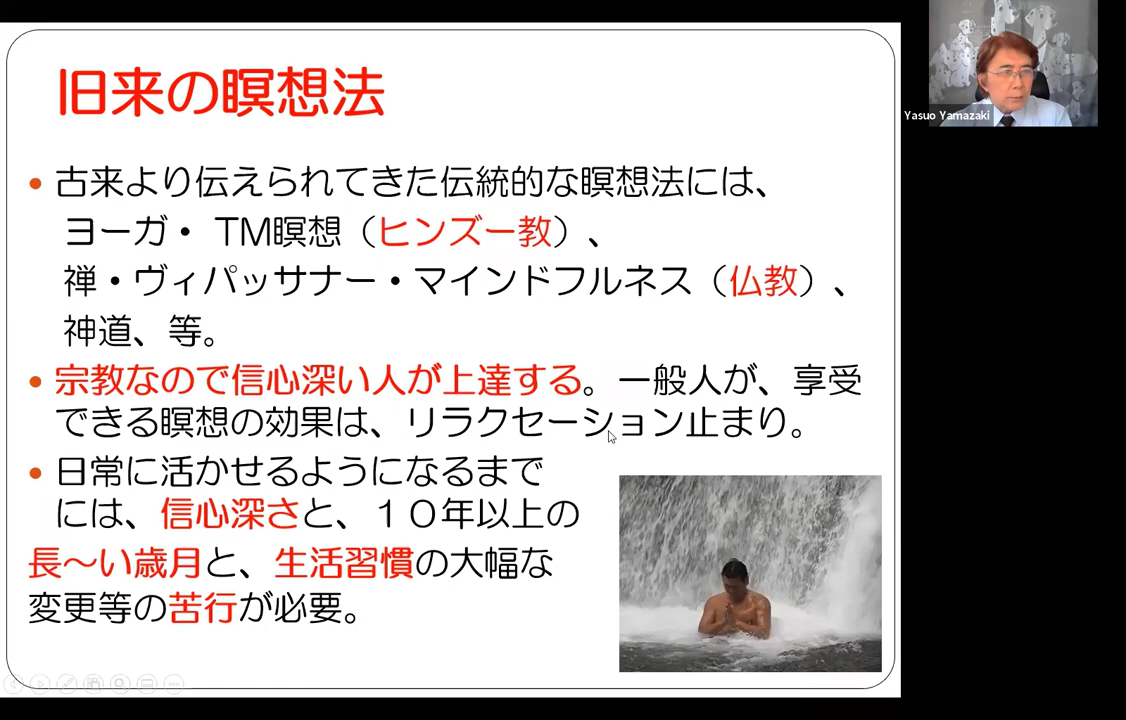 旧来の瞑想法
• 古来より伝えられてきた伝統的な瞑想法には、
ヨーガ・ TM瞑想（ヒンズー教）、
禅・ヴィパッサナー・マインドフルネス（仏教）、
神道、等。
• 宗教なので信心深い人が上達する。一般人が、享受
できる瞑想の効果は、リラクセーション止まり。
• 日常に活かせるようになるまで
には、信心深さと、１０年以上の
長～い歳月と、生活習慣の大幅な
変更等の苦行が必要。
Yasuo Yamazaki